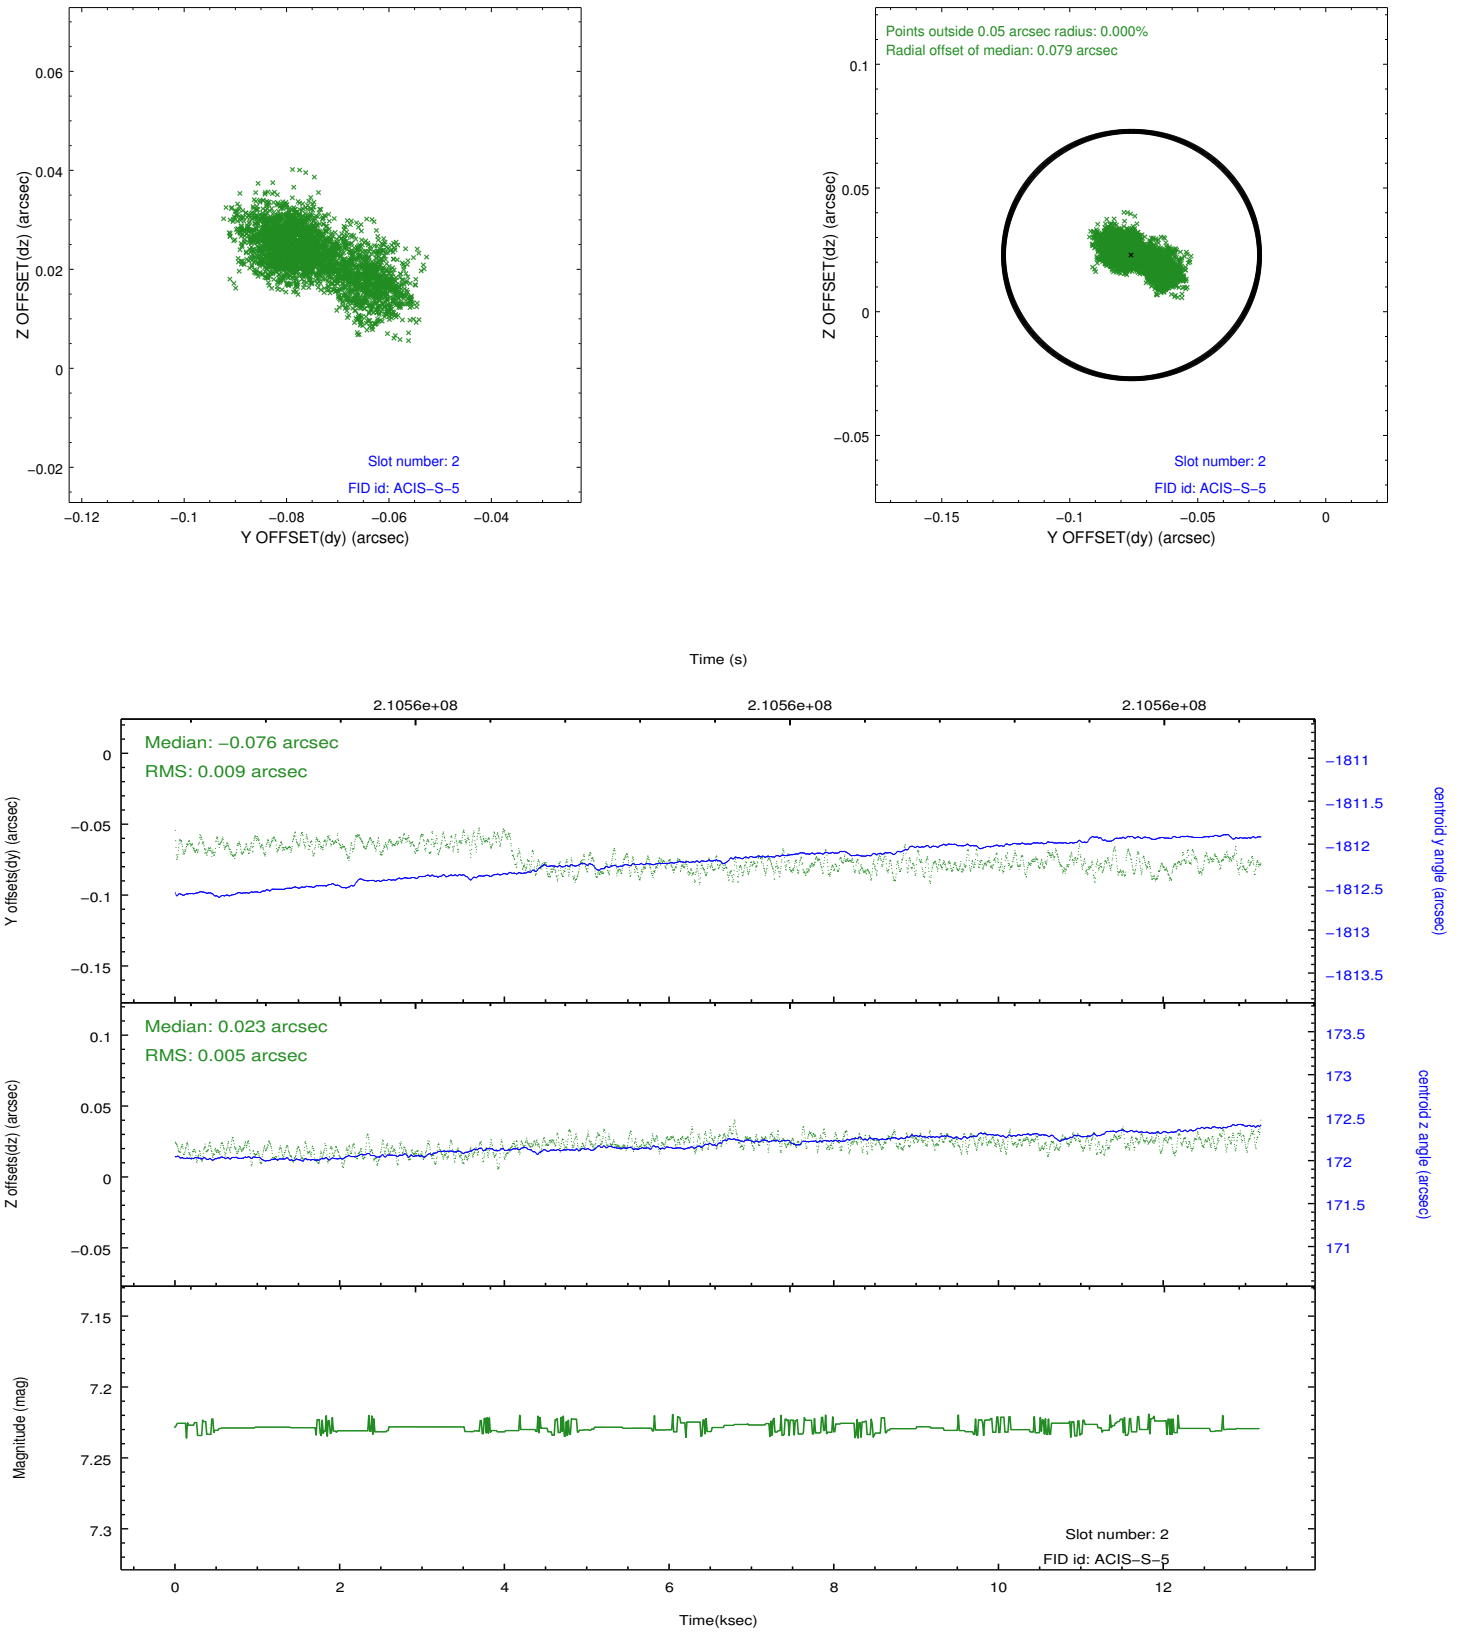 0.06
0.04
0.02
0
−0.02
Z OFFSET(dz) (arcsec)
Slot number: 2
FID id: ACIS−S−5
−0.12 −0.1 −0.08 −0.06 −0.04
Y OFFSET(dy) (arcsec)
Points outside 0.05 arcsec radius: 0.000%
Radial offset of median: 0.079 arcsec
0.1
0.05
0
−0.05
Z OFFSET(dz) (arcsec)
Slot number: 2
FID id: ACIS−S−5
−0.15 −0.1 −0.05 0
Y OFFSET(dy) (arcsec)
Time (s)
2.1056e+08 2.1056e+08 2.1056e+08
Median: −0.076 arcsec
RMS: 0.009 arcsec
0
−0.05
−0.1
−0.15
Y offsets(dy) (arcsec)
−1811
−1811.5
−1812
−1812.5
−1813
−1813.5
centroid y angle (arcsec)
Median: 0.023 arcsec
RMS: 0.005 arcsec
0.1
0.05
0
−0.05
Z offsets(dz) (arcsec)
173.5
173
172.5
172
171.5
171
centroid z angle (arcsec)
7.15
7.2
7.25
7.3
Magnitude (mag)
Slot number: 2
FID id: ACIS−S−5
0 2 4 6 8 10 12
Time(ksec)